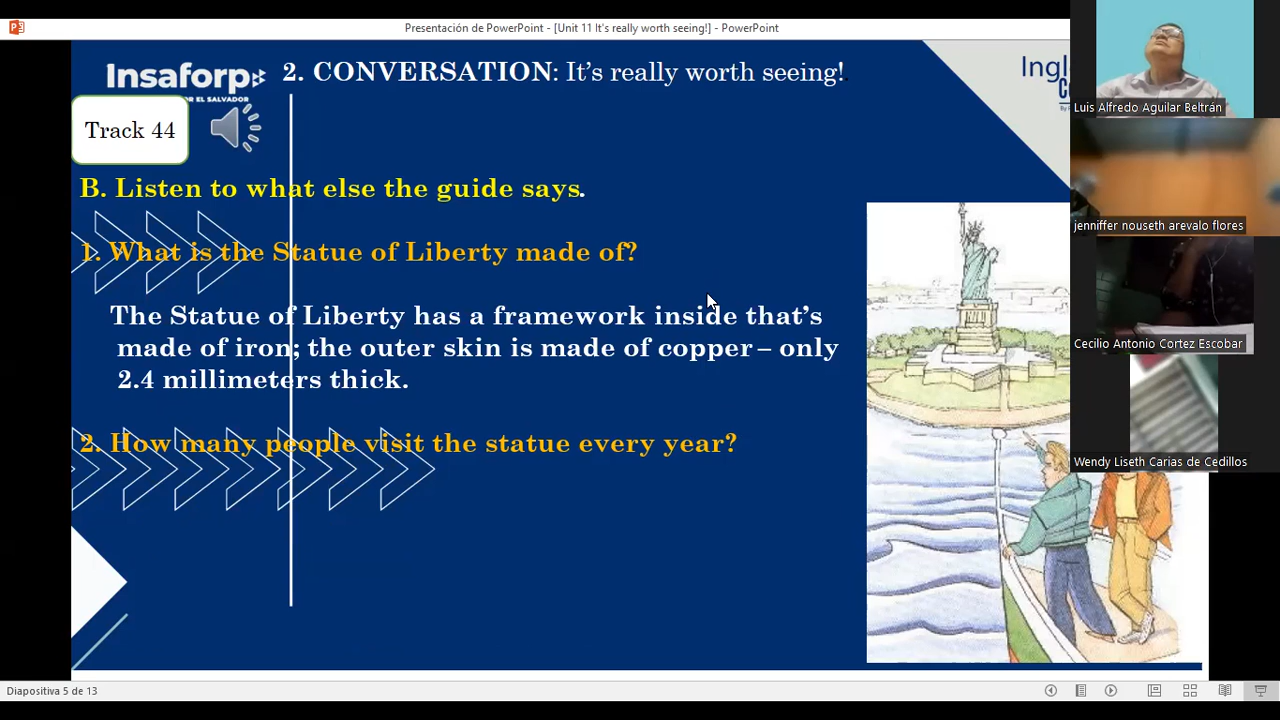 Presentación de PowerPoint - [Unit 11 It's really worth seeing!] - PowerPoint
Insaforp
POR EL SALVADOR
2. CONVERSATION: It's really worth seeing!
Track 44
B. Listen to what else the guide says.
1. What is the Statue of Liberty made of?
The Statue of Liberty has a framework inside that's
made of iron; the outer skin is made of copper – only
2.4 millimeters thick.
2. How many people visit the statue every year?
Luis Alfredo Aguilar Beltrán
jenniffer nouseth arevalo flores
Cecilio Antonio Cortez Escobar
Wendy Liseth Carias de Cedillos
Diapositiva 5 de 13